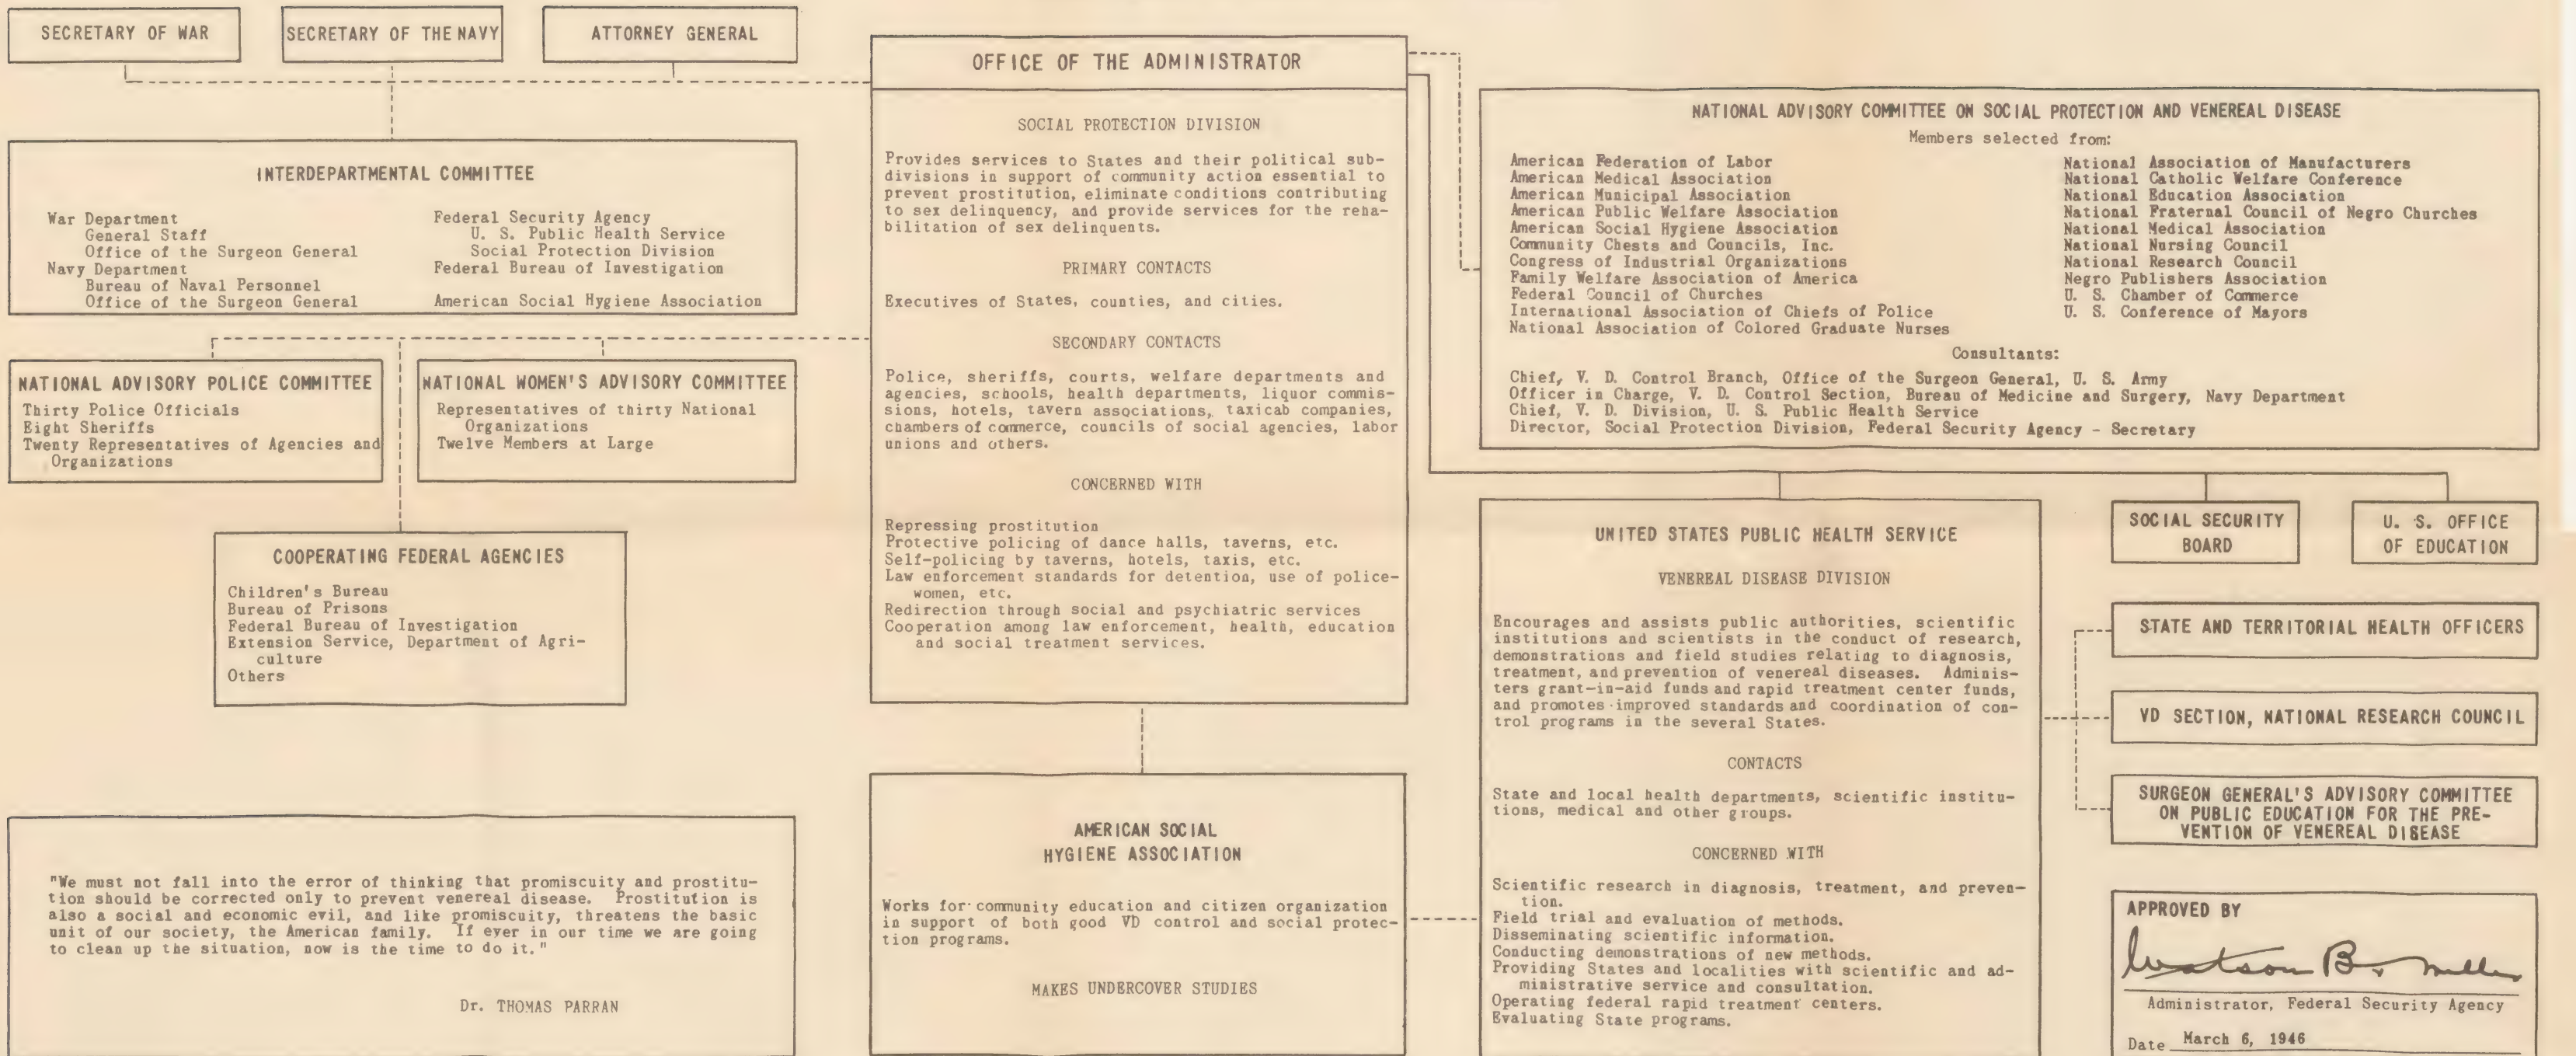 SECRETARY OF WAR
SECRETARY OF THE NAVY
ATTORNEY GENERAL
INTERDEPARTMENTAL COMMITTEE
War Department
General Staff
Office of the Surgeon General
Navy Department
Bureau of Naval Personnel
Office of the Surgeon General
Federal Security Agency
U. S. Public Health Service
Social Protection Division
Federal Bureau of Investigation
American Social Hygiene Association
NATIONAL ADVISORY POLICE COMMITTEE
Thirty Police Officials
Eight Sheriffs
Twenty Representatives of Agencies and
Organizations
NATIONAL WOMEN'S ADVISORY COMMITTEE
Representatives of thirty National
Organizations
Twelve Members at Large
COOPERATING FEDERAL AGENCIES
Children's Bureau
Bureau of Prisons
Federal Bureau of Investigation
Extension Service, Department of Agri-
culture
Others
"We must not fall into the error of thinking that promiscuity and prostitu-
tion should be corrected only to prevent venereal disease. Prostitution is
also a social and economic evil, and like promiscuity, threatens the basic
unit of our society, the American family. If ever in our time we are going
to clean up the situation, now is the time to do it."
Dr. THOMAS PARRAN
OFFICE OF THE ADMINISTRATOR
SOCIAL PROTECTION DIVISION
Provides services to States and their political sub-
divisions in support of community action essential to
prevent prostitution, eliminate conditions contributing
to sex delinquency, and provide services for the reha-
bilitation of sex delinquents.
PRIMARY CONTACTS
Executives of States, counties, and cities.
SECONDARY CONTACTS
Police, sheriffs, courts, welfare departments and
agencies, schools, health departments, liquor commis-
sions, hotels, tavern associations, taxicab companies,
chambers of commerce, councils of social agencies, labor
unions and others.
CONCERNED WITH
Repressing prostitution
Protective policing of dance halls, taverns, etc.
Self-policing by taverns, hotels, taxis, etc.
Law enforcement standards for detention, use of police-
women, etc.
Redirection through social and psychiatric services
Cooperation among law enforcement, health, education
and social treatment services.
AMERICAN SOCIAL
HYGIENE ASSOCIATION
Works for community education and citizen organization
in support of both good VD control and social protec-
tion programs.
MAKES UNDERCOVER STUDIES
NATIONAL ADVISORY COMMITTEE ON SOCIAL PROTECTION AND VENEREAL DISEASE
Members selected from:
American Federation of Labor
American Medical Association
American Municipal Association
American Public Welfare Association
American Social Hygiene Association
Community Chests and Councils, Inc.
Congress of Industrial Organizations
Family Welfare Association of America
Federal Council of Churches
International Association of Chiefs of Police
National Association of Colored Graduate Nurses
National Association of Manufacturers
National Catholic Welfare Conference
National Education Association
National Fraternal Council of Negro Churches
National Medical Association
National Nursing Council
National Research Council
Negro Publishers Association
U. S. Chamber of Commerce
U. S. Conference of Mayors
Consultants:
Chief, V. D. Control Branch, Office of the Surgeon General, U. S. Army
Officer in Charge, V. D. Control Section, Bureau of Medicine and Surgery, Navy Department
Chief, V. D. Division, U. S. Public Health Service
Director, Social Protection Division, Federal Security Agency - Secretary
UNITED STATES PUBLIC HEALTH SERVICE
VENEREAL DISEASE DIVISION
Encourages and assists public authorities, scientific
institutions and scientists in the conduct of research,
demonstrations and field studies relating to diagnosis,
treatment, and prevention of venereal diseases. Adminis-
ters grant-in-aid funds and rapid treatment center funds,
and promotes improved standards and coordination of con-
trol programs in the several States.
CONTACTS
State and local health departments, scientific institu-
tions, medical and other groups.
CONCERNED WITH
Scientific research in diagnosis, treatment, and preven-
tion.
Field trial and evaluation of methods.
Disseminating scientific information.
Conducting demonstrations of new methods.
Providing States and localities with scientific and ad-
ministrative service and consultation.
Operating federal rapid treatment centers.
Evaluating State programs.
SOCIAL SECURITY
BOARD
U. S. OFFICE
OF EDUCATION
STATE AND TERRITORIAL HEALTH OFFICERS
VD SECTION, NATIONAL RESEARCH COUNCIL
SURGEON GENERAL'S ADVISORY COMMITTEE
ON PUBLIC EDUCATION FOR THE PRE-
VENTION OF VENEREAL DISEASE
APPROVED BY
Watson B. Miller
Administrator, Federal Security Agency
Date March 6, 1946